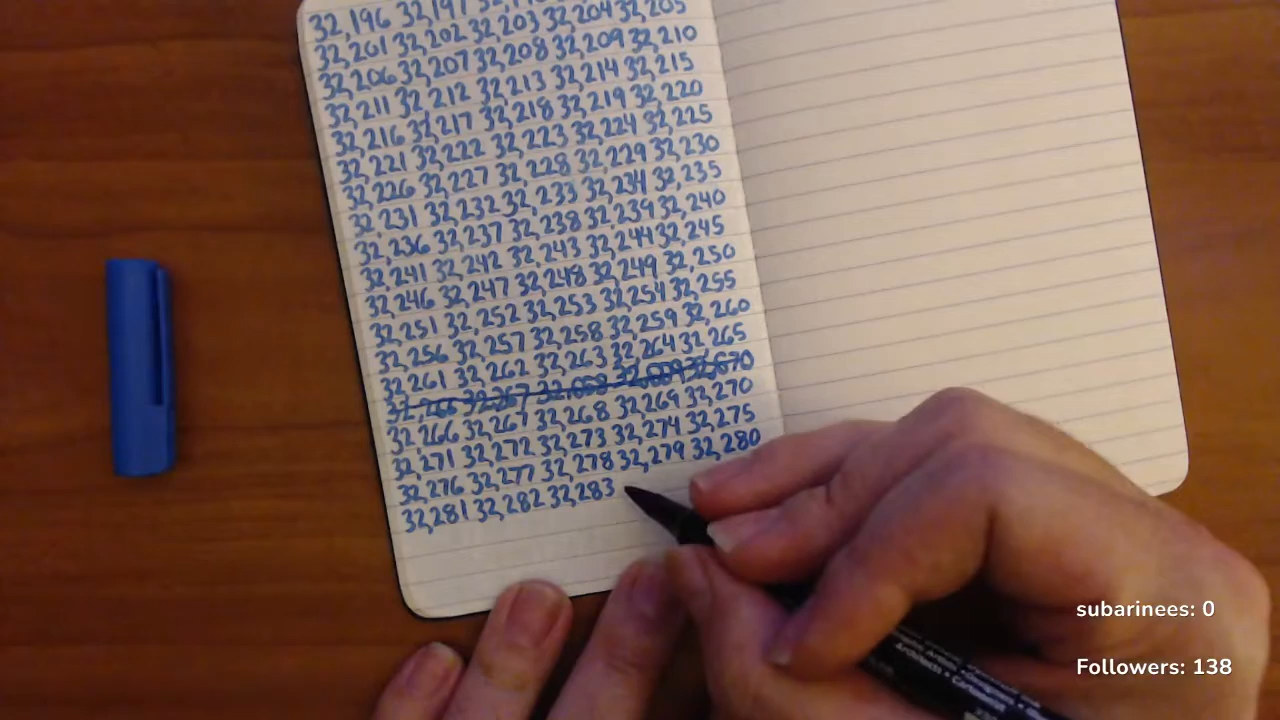 32,196 32,197
32,201 32,202 32,203 32,204 32,205
32,206 32,207 32,208 32,209 32,210
32,211 32,212 32,213 32,214 32,215
32,216 32,217 32,218 32,219 32,220
32,221 32,222 32,223 32,224 32,225
32,226 32,227 32,228 32,229 32,230
32,231 32,232 32,233 32,234 32,235
32,236 32,237 32,238 32,239 32,240
32,241 32,242 32,243 32,244 32,245
32,246 32,247 32,248 32,249 32,250
32,251 32,252 32,253 32,254 32,255
32,256 32,257 32,258 32,259 32,260
32,261 32,262 32,263 32,264 32,265
32,266 32,267 32,268 32,269 32,270
32,271 32,272 32,273 32,274 32,275
32,276 32,277 32,278 32,279 32,280
32,281 32,282 32,283
Architects • Cartoonists
subarinees: 0
Followers: 138